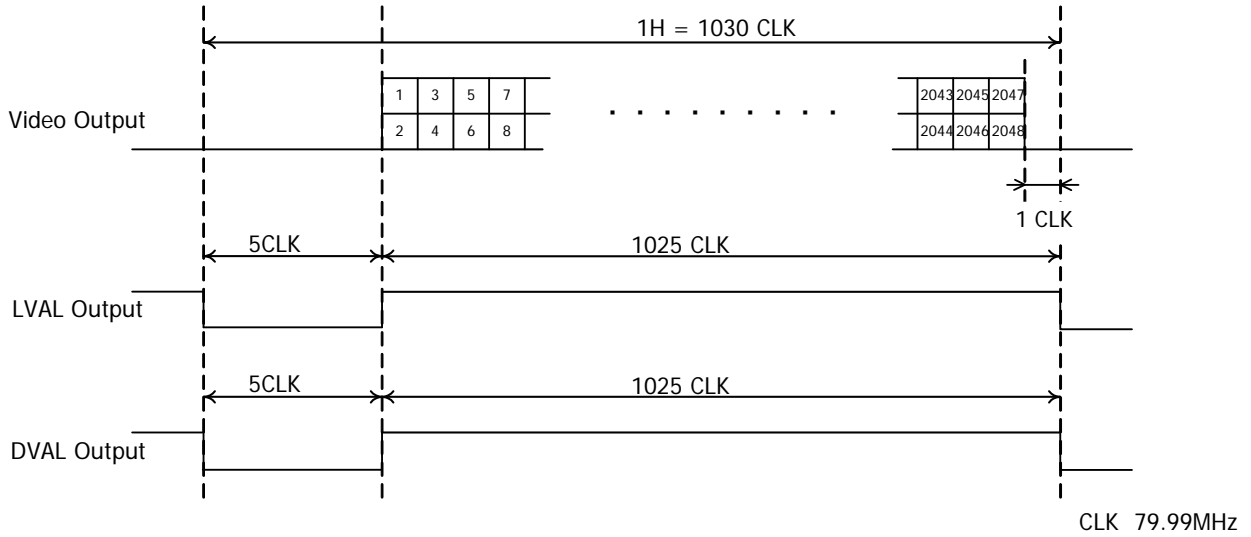 1H = 1030 CLK
Video Output
1 3 5 7 2043 2045 2047
2 4 6 8 2044 2046 2048
1 CLK
5CLK 1025 CLK
LVAL Output
5CLK 1025 CLK
DVAL Output
CLK 79.99MHz